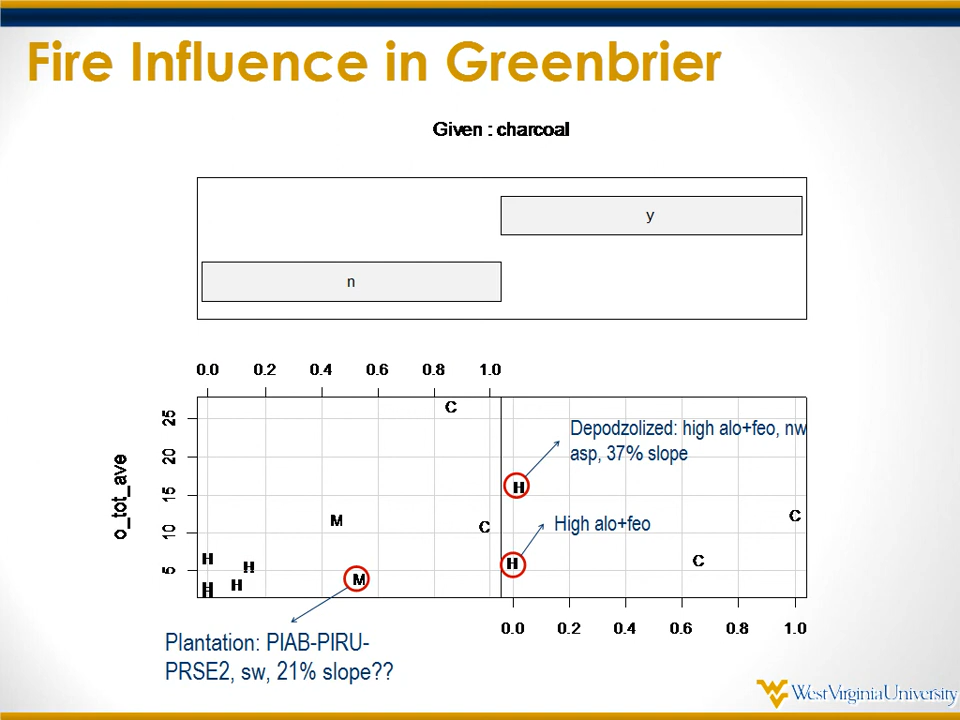 Fire Influence in Greenbrier
Given : charcoal
y
n
0.0 0.2 0.4 0.6 0.8 1.0
o_tot_ave
25
20
15
10
5
C
M
C
H
H
H
H
H
M
Depodzolized: high alo+feo, nw
asp, 37% slope
H
C
High alo+feo
H
C
0.0 0.2 0.4 0.6 0.8 1.0
Plantation: PIAB-PIRU-
PRSE2, sw, 21% slope??
WestVirginiaUniversity